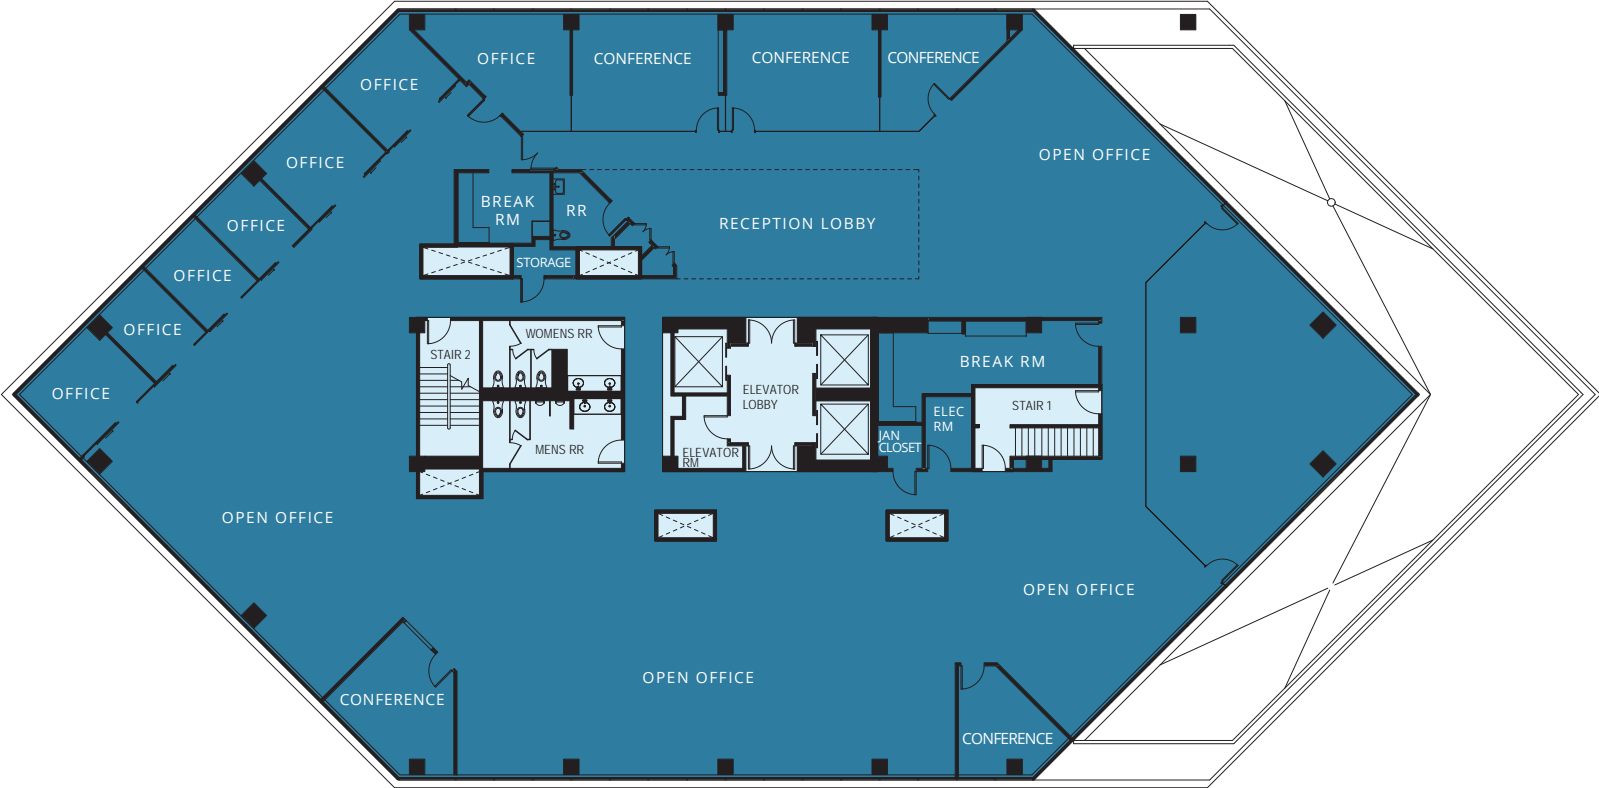 OFFICE
CONFERENCE
CONFERENCE
CONFERENCE
OFFICE
OPEN OFFICE
OFFICE
BREAK
RM
RR
OFFICE
RECEPTION LOBBY
STORAGE
OFFICE
OFFICE
WOMENS RR
STAIR 2
BREAK RM
OFFICE
ELEVATOR
LOBBY
STAIR 1
ELEC
RM
MENS RR
ELEVATOR
RM
JAN
CLOSET
OPEN OFFICE
OPEN OFFICE
OPEN OFFICE
CONFERENCE
CONFERENCE